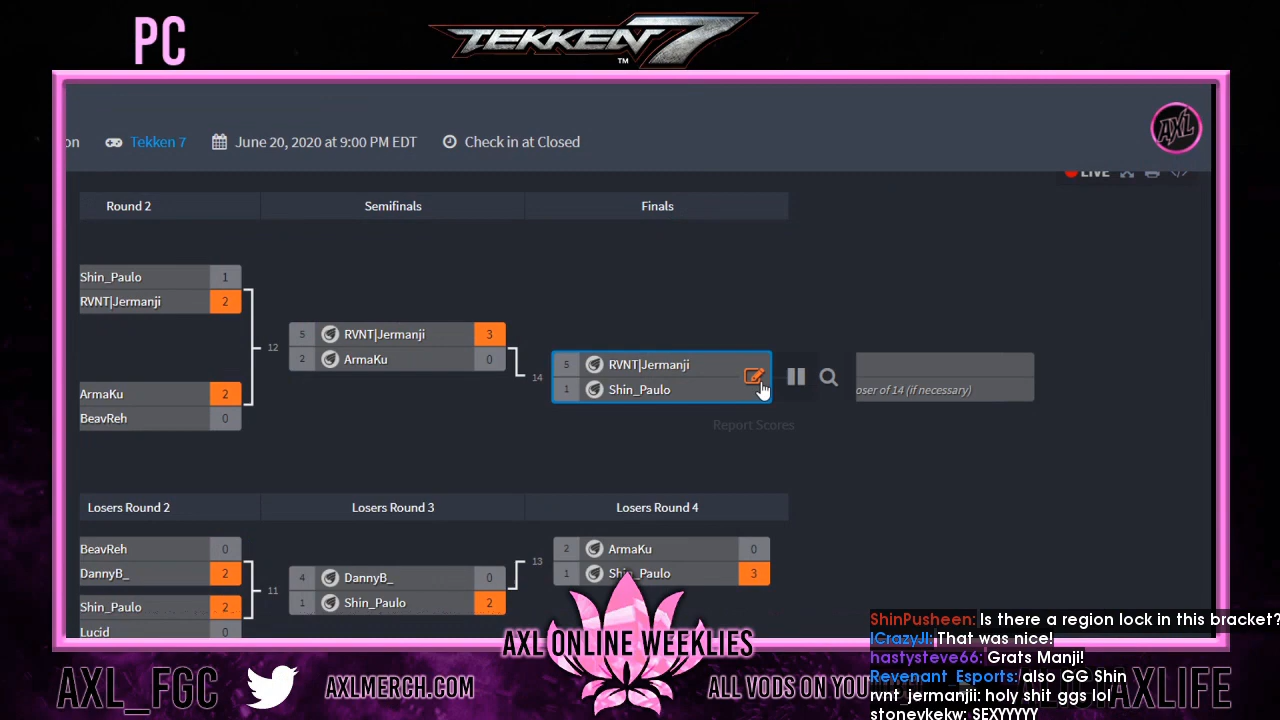 PC
TEKKEN 7
TM
AXL
on Tekken 7 June 20, 2020 at 9:00 PM EDT Check in at Closed
LIVE
Round 2 Semifinals Finals
Shin_Paulo 1
RVNT|Jermanji 2
5 RVNT|Jermanji 3
12
2 ArmaKu 0
5 RVNT|Jermanji
14
1 Shin_Paulo
oser of 14 (if necessary)
ArmaKu 2
BeavReh 0
Report Scores
Losers Round 2 Losers Round 3 Losers Round 4
BeavReh 0
DannyB_ 2
2 ArmaKu 0
13
1 Shin_Paulo 3
4 DannyB_ 0
11
1 Shin_Paulo 2
Shin_Paulo 2
Lucid 0
AXL ONLINE WEEKLIES
ShinPusheen: Is there a region lock in this bracket?
ICrazyJI: That was nice!
hastysteve66: Grats Manji!
Revenant_Esports: also GG Shin
rvnt_jermanjii: holy shit ggs lol
stoneykekw: SEXYYYYY
AXL_FGC
AXLMERCH.COM
ALL VODS ON YOU
AXLIFE